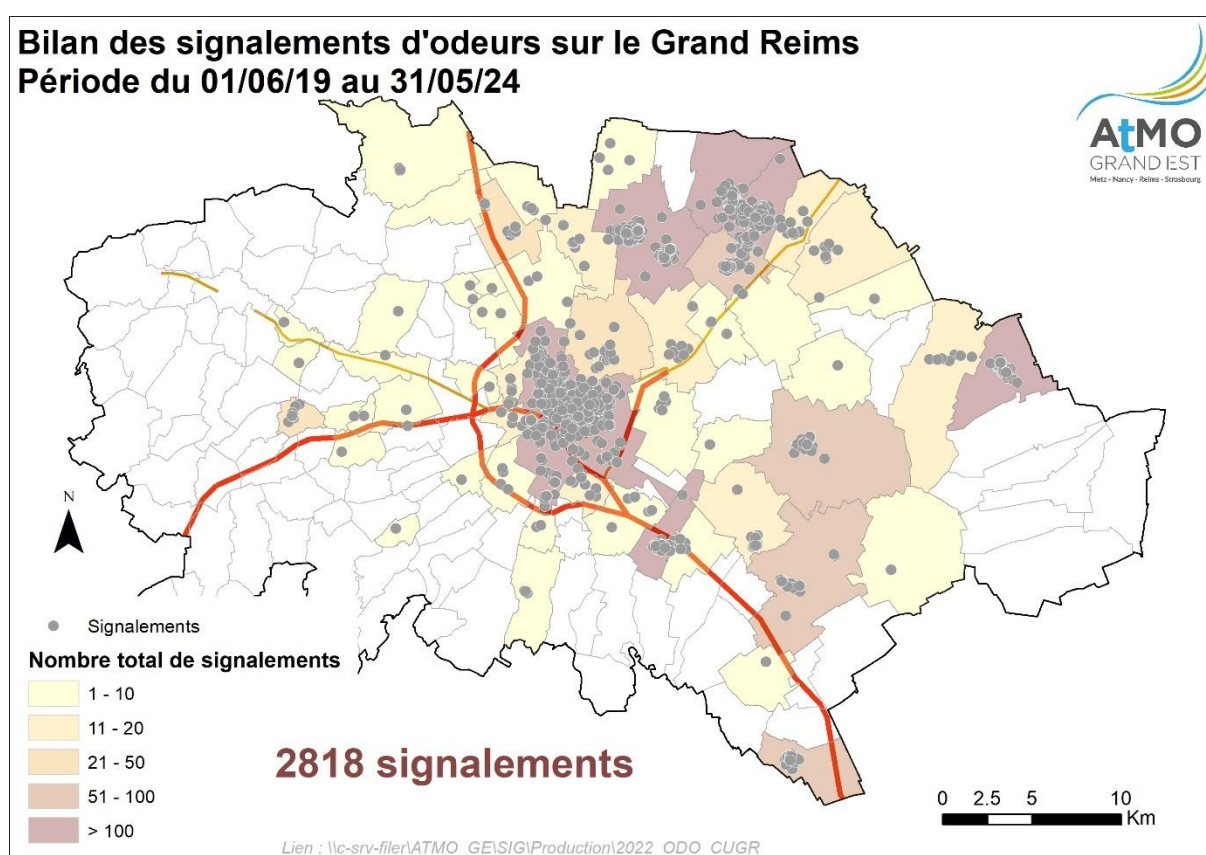 Bilan des signalements d'odeurs sur le Grand Reims
Période du 01/06/19 au 31/05/24
AtMO
GRAND EST
Metz - Nancy - Reims - Strasbourg
N
Signalements
Nombre total de signalements
1 - 10
11 - 20
21 - 50
51 - 100
> 100
2818 signalements
0 2.5 5 10
Km
Lien : \\c-srv-filer\ATMO_GE\SIG\Production\2022_ODO_CUGR